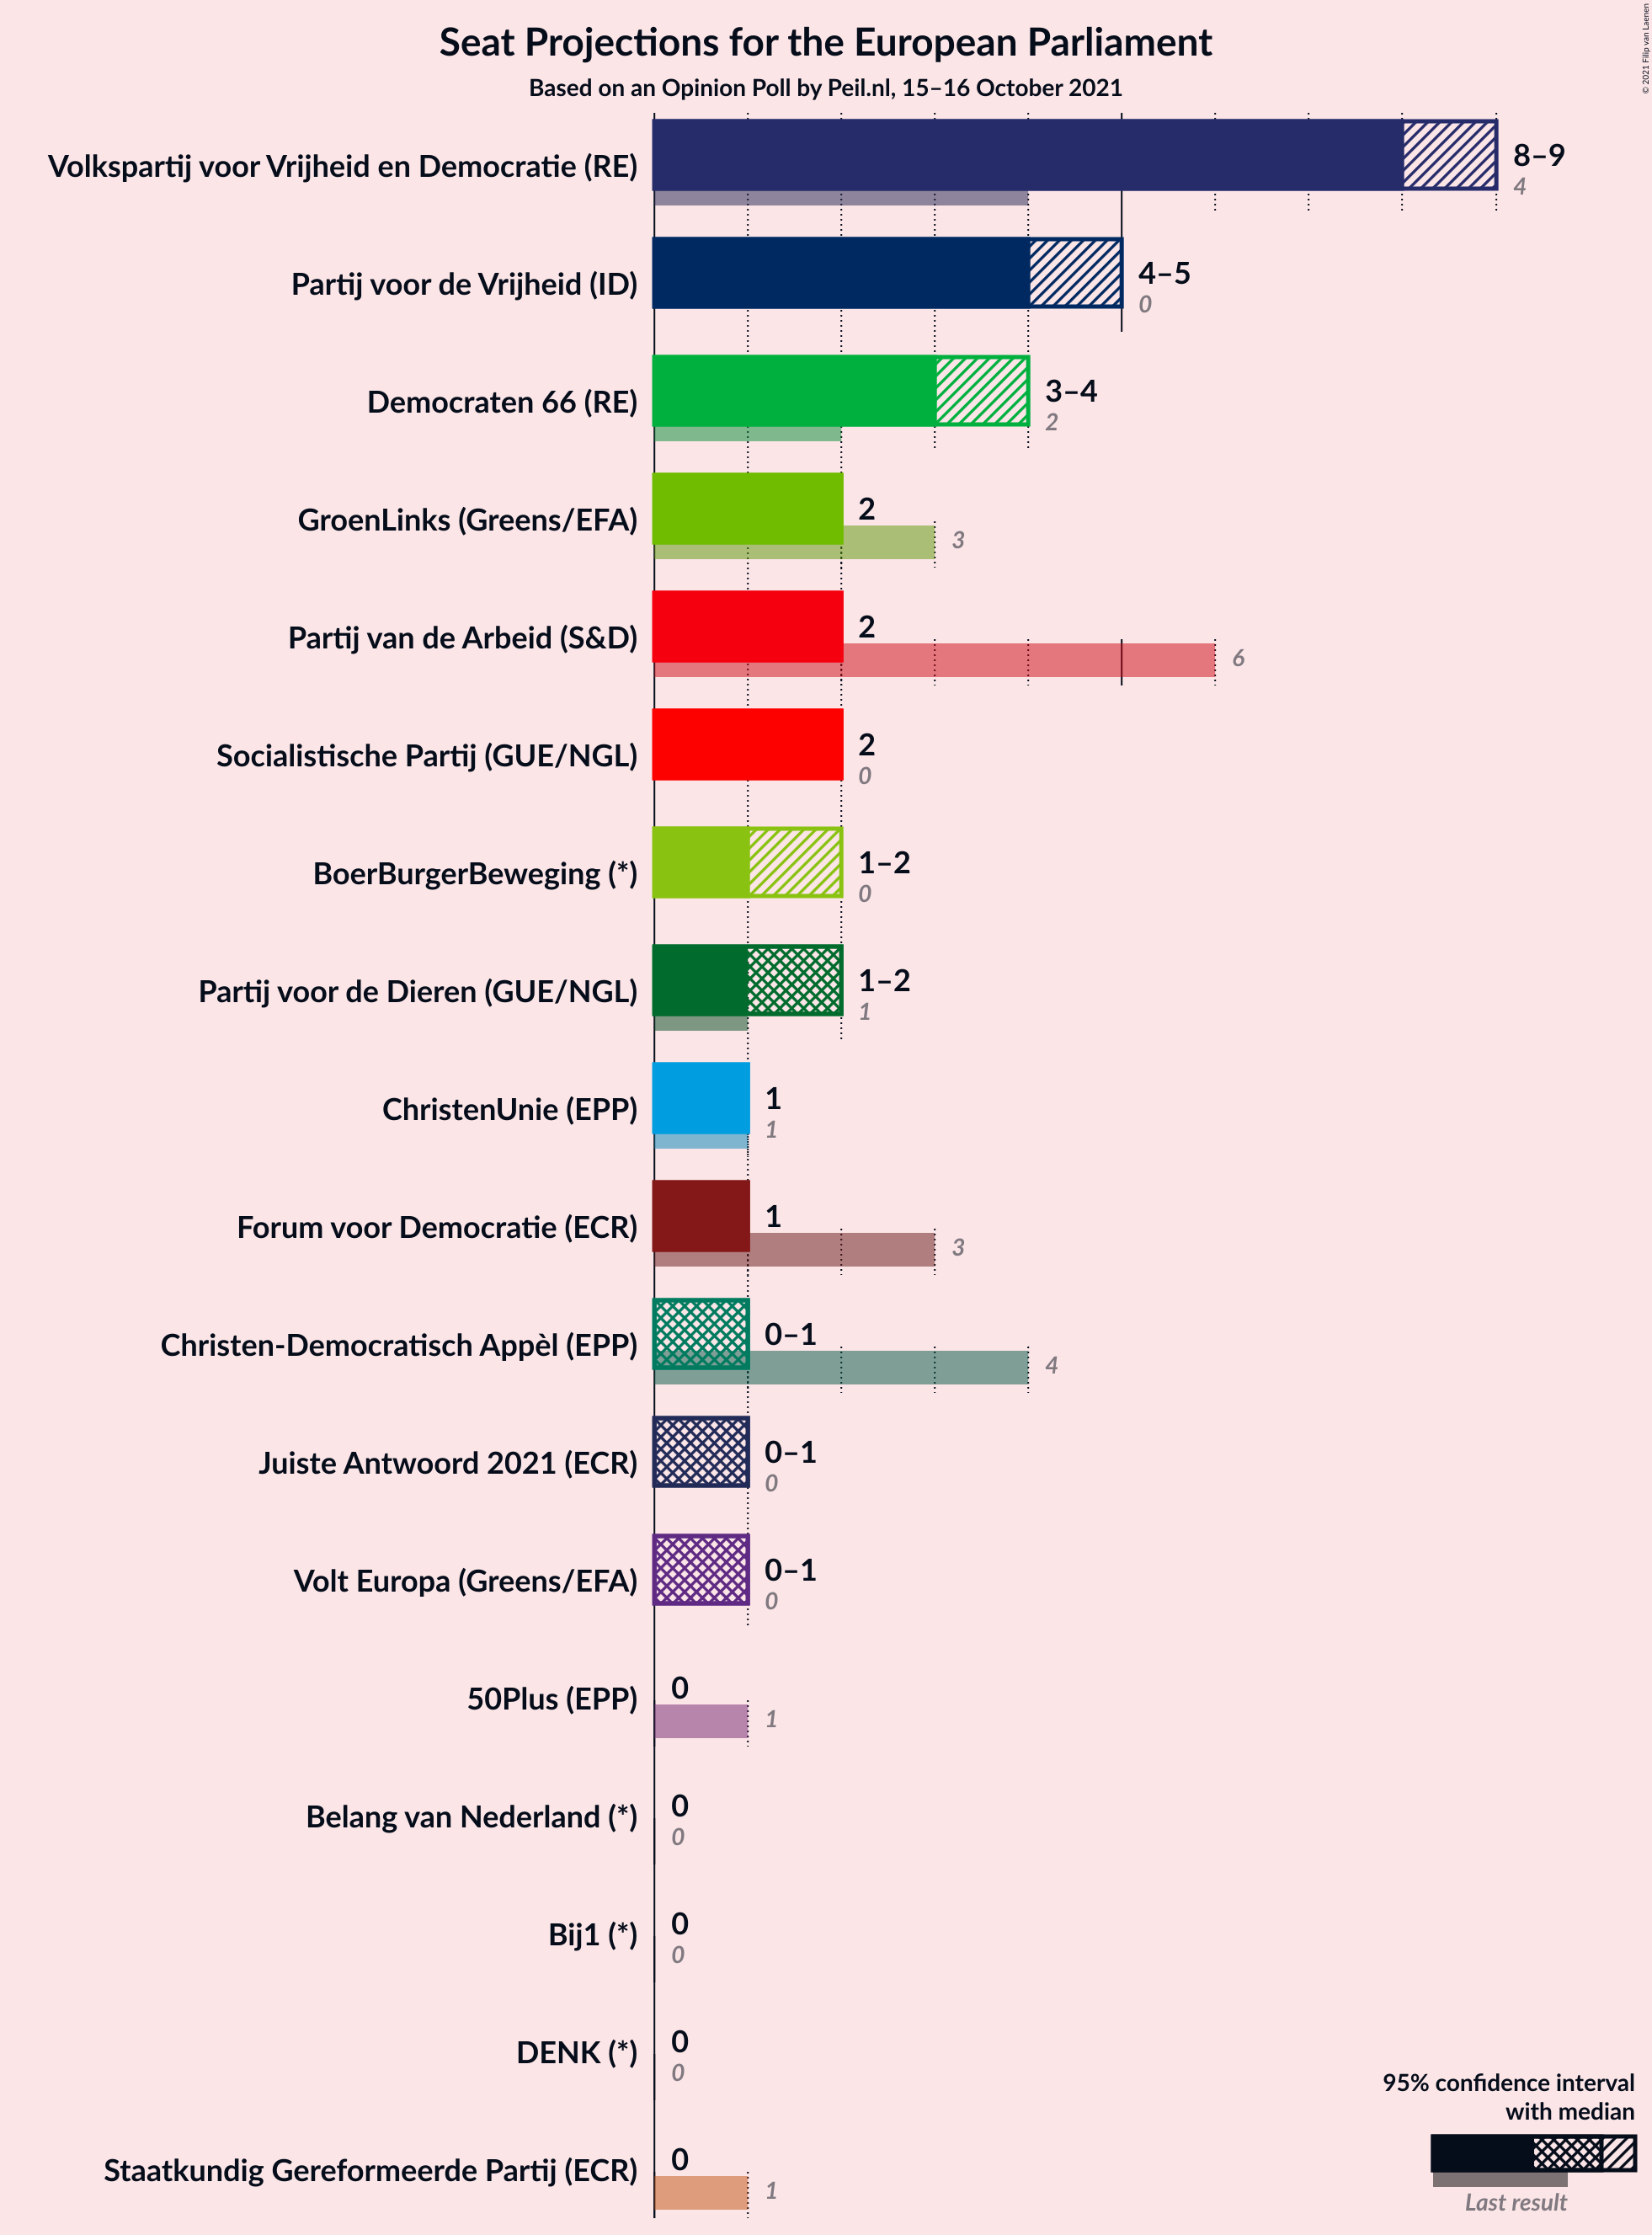 Seat Projections for the European Parliament
Based on an Opinion Poll by Peil.nl, 15–16 October 2021
© 2021 Filip van Laenen
Volkspartij voor Vrijheid en Democratie (RE)
8–9
4
Partij voor de Vrijheid (ID)
4–5
0
Democraten 66 (RE)
3–4
2
GroenLinks (Greens/EFA)
2
3
Partij van de Arbeid (S&D)
2
6
Socialistische Partij (GUE/NGL)
2
0
BoerBurgerBeweging (*)
1–2
0
Partij voor de Dieren (GUE/NGL)
1–2
1
ChristenUnie (EPP)
1
1
Forum voor Democratie (ECR)
1
3
Christen-Democratisch Appèl (EPP)
0–1
4
Juiste Antwoord 2021 (ECR)
0–1
0
Volt Europa (Greens/EFA)
0–1
0
50Plus (EPP)
0
1
Belang van Nederland (*)
0
0
Bij1 (*)
0
0
DENK (*)
0
0
Staatkundig Gereformeerde Partij (ECR)
0
1
95% confidence interval
with median
Last result